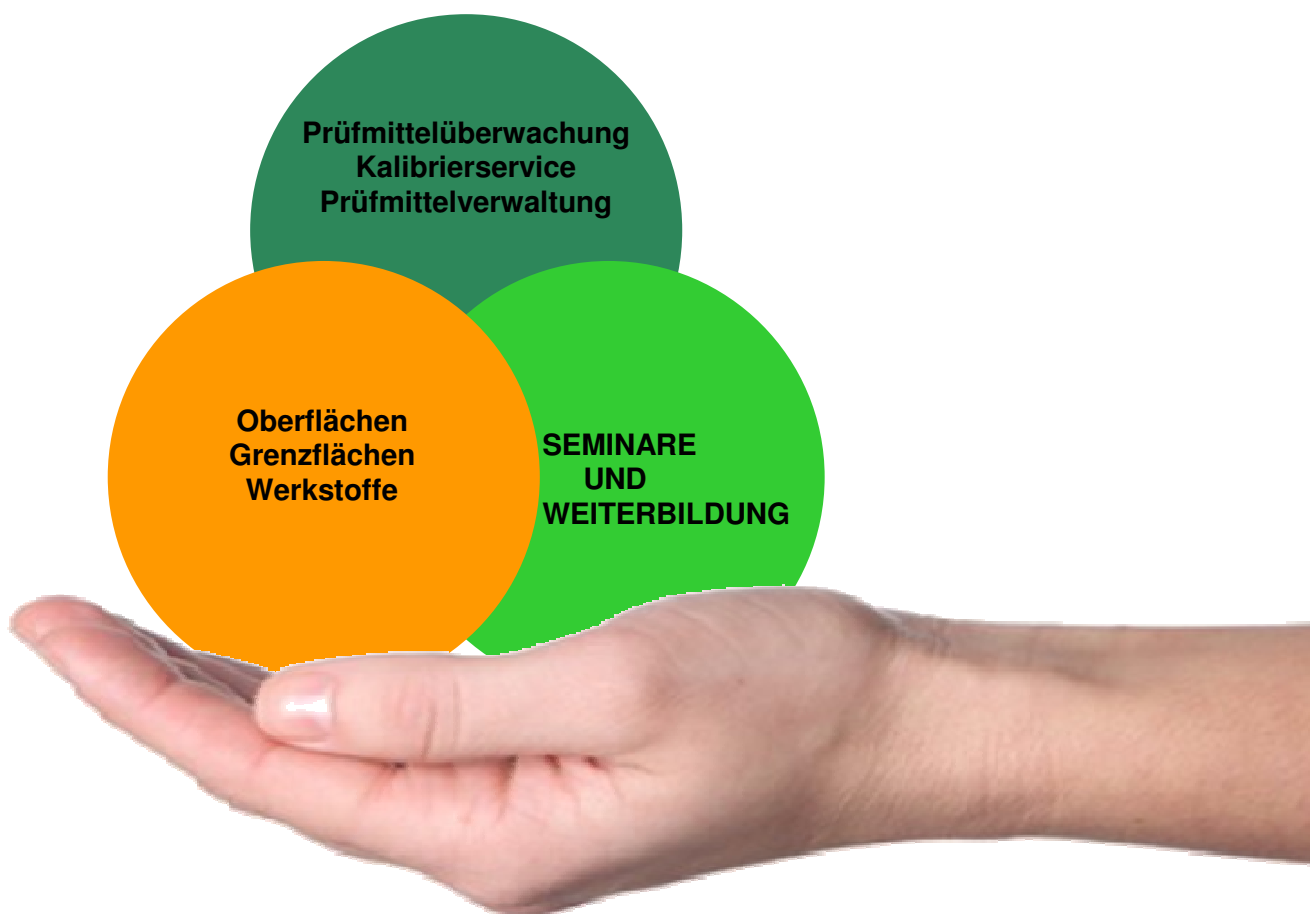 Prüfmittelüberwachung
Kalibrierservice
Prüfmittelverwaltung
Oberflächen
Grenzflächen
Werkstoffe
SEMINARE
UND
WEITERBILDUNG